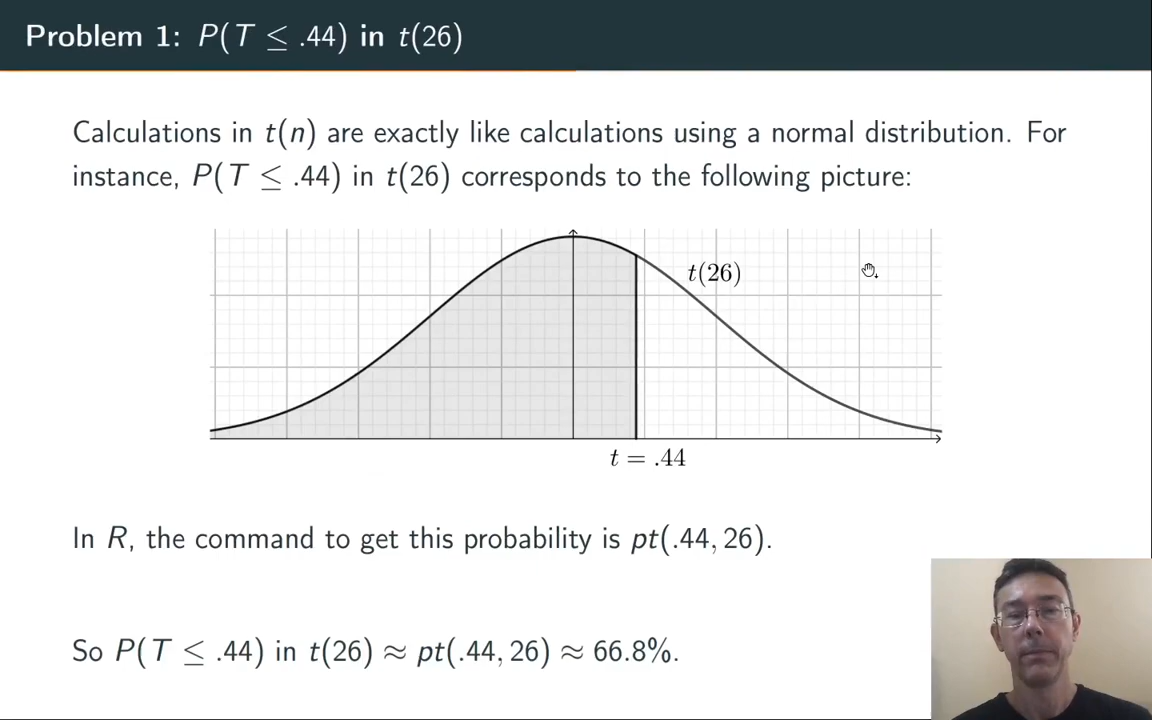 Problem 1: P(T ≤ .44) in t(26)
Calculations in t(n) are exactly like calculations using a normal distribution. For
instance, P(T ≤ .44) in t(26) corresponds to the following picture:
t(26)
t = .44
In R, the command to get this probability is pt(.44, 26).
So P(T ≤ .44) in t(26) ≈ pt(.44, 26) ≈ 66.8%.